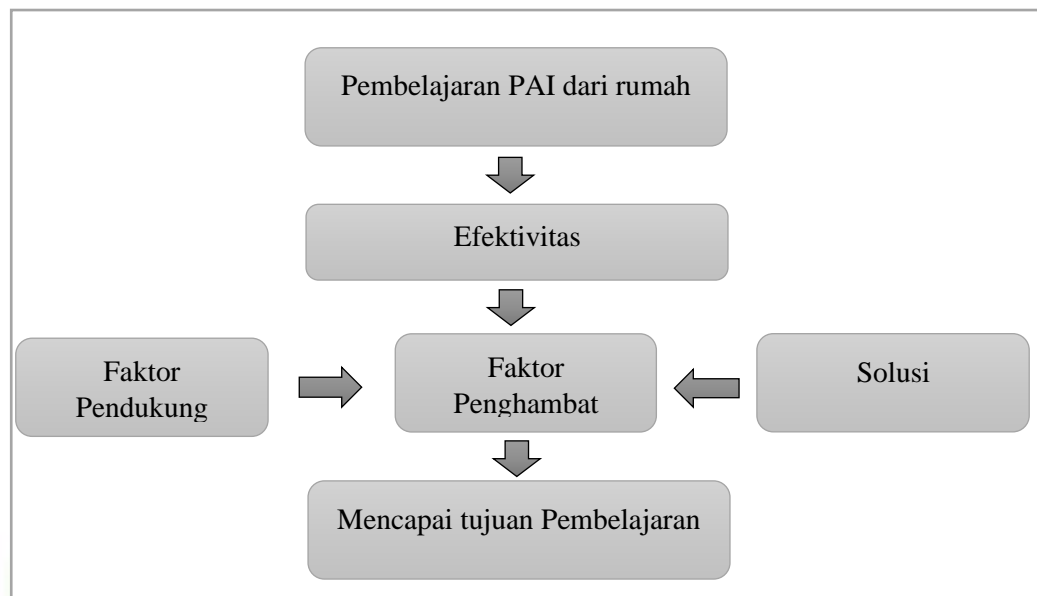 Pembelajaran PAI dari rumah
Efektivitas
Faktor
Pendukung
Faktor
Penghambat
Solusi
Mencapai tujuan Pembelajaran